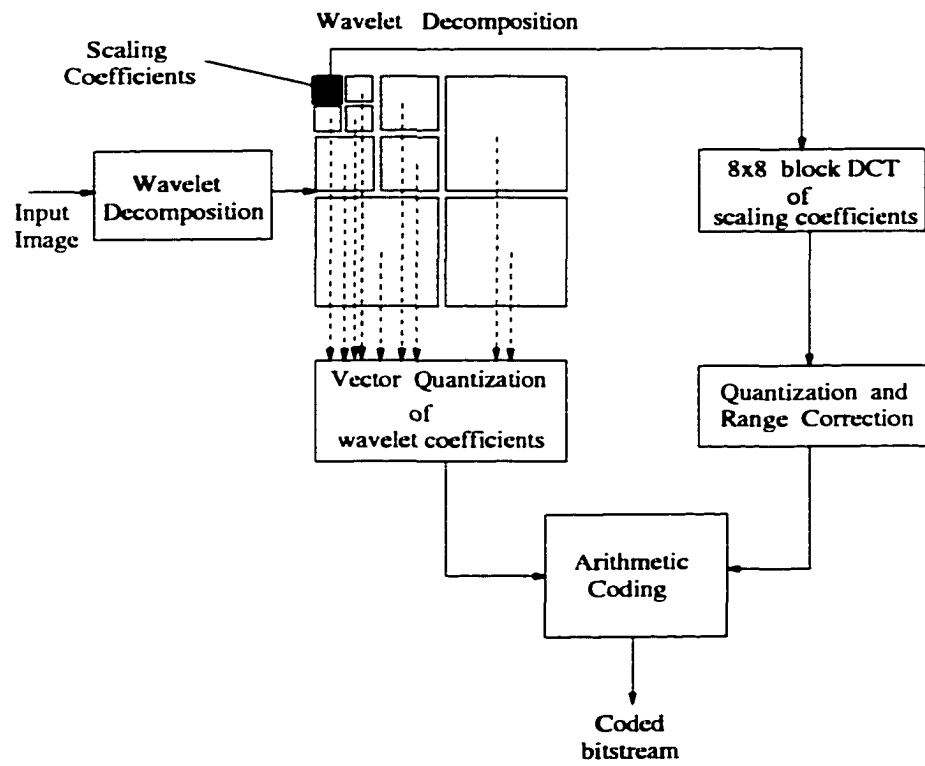 Wavelet Decomposition
Scaling
Coefficients
Wavelet
Decomposition
Input
Image
8x8 block DCT
of
scaling coefficients
Vector Quantization
of
wavelet coefficients
Quantization and
Range Correction
Arithmetic
Coding
Coded
bitstream